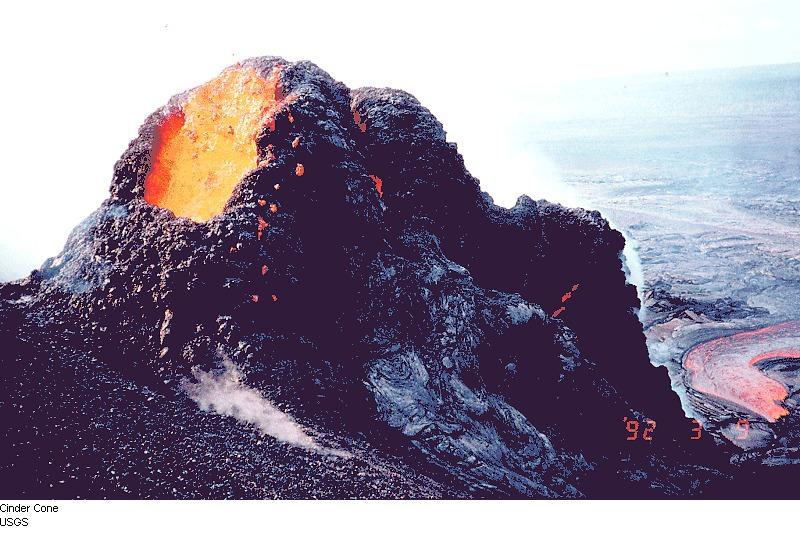 '92 3 9
Cinder Cone
USGS